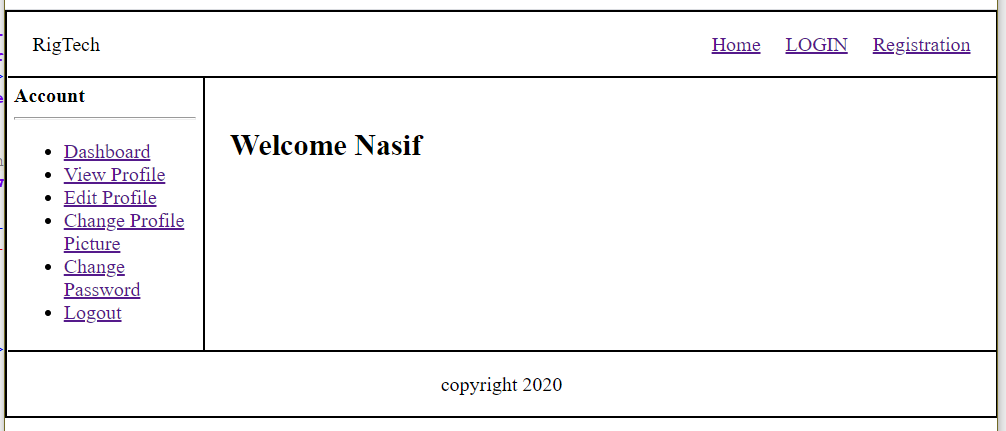 RigTech
Home LOGIN Registration
Account
Dashboard
View Profile
Edit Profile
Change Profile
Picture
Change
Password
Logout
Welcome Nasif
copyright 2020